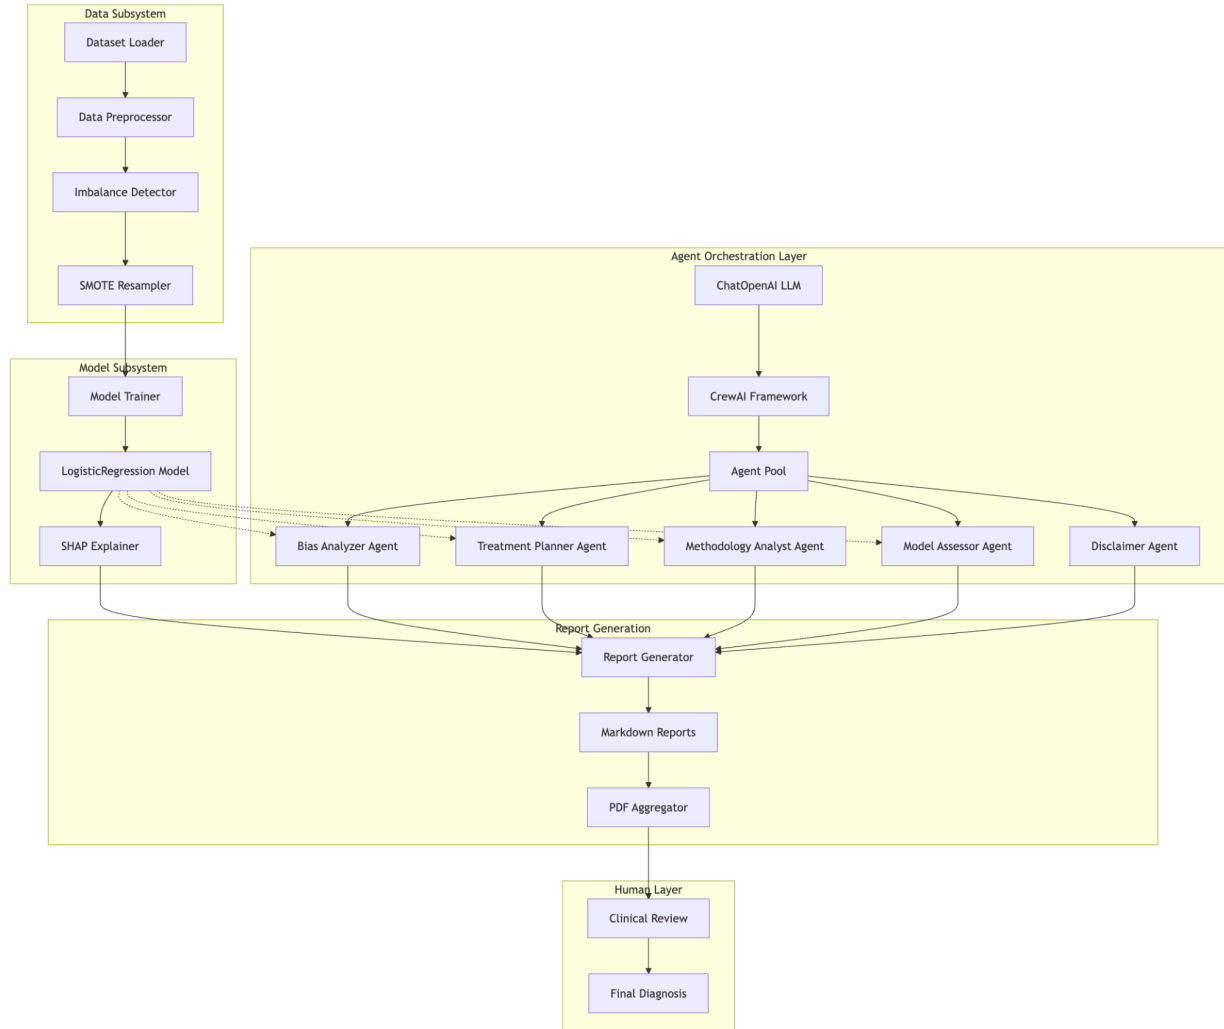 Data Subsystem
Dataset Loader
Data Preprocessor
Imbalance Detector
SMOTE Resampler
Agent Orchestration Layer
ChatOpenAI LLM
CrewAI Framework
Agent Pool
Model Subsystem
Model Trainer
LogisticRegression Model
SHAP Explainer
Bias Analyzer Agent
Treatment Planner Agent
Methodology Analyst Agent
Model Assessor Agent
Disclaimer Agent
Report Generation
Report Generator
Markdown Reports
PDF Aggregator
Human Layer
Clinical Review
Final Diagnosis